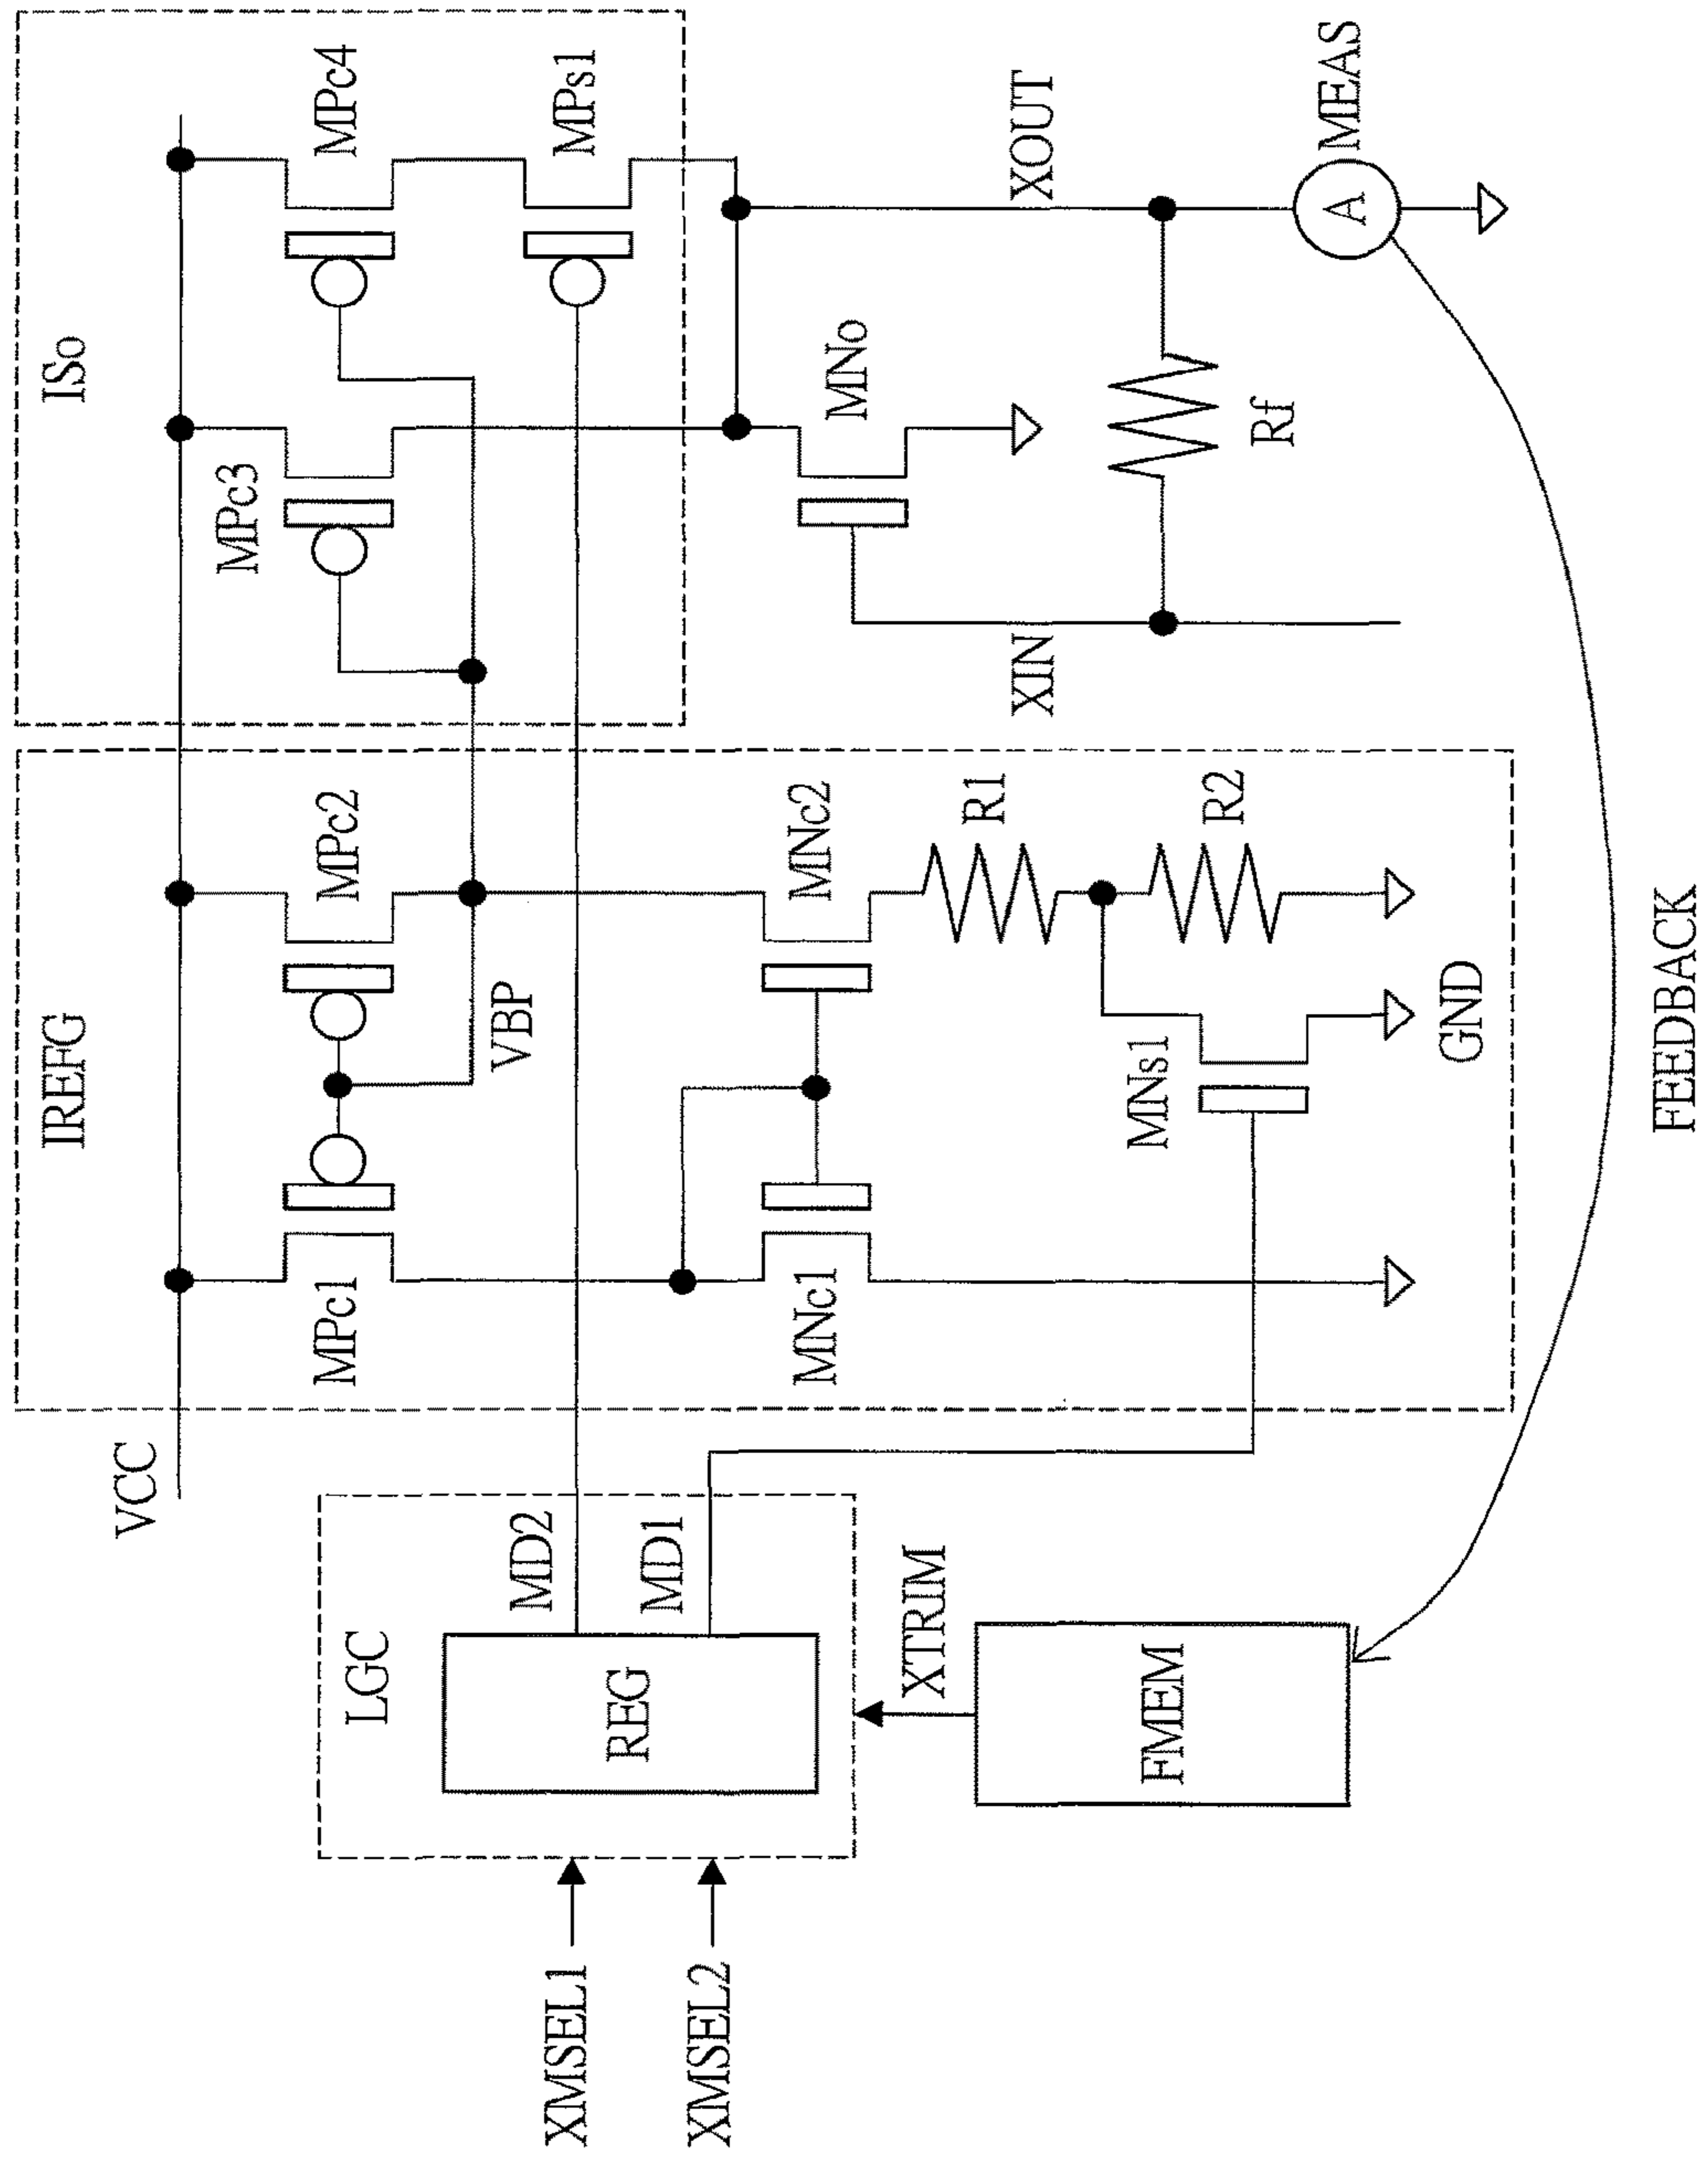 ISo
MPc4
MPs1
MPc3
MNo
XOUT
XIN
Rf
A
MEAS
IREFG
MPc2
VBP
MPc1
MNc2
MNc1
R1
R2
MNs1
GND
VCC
LGC
MD2
MD1
REG
XMSEL1
XMSEL2
XTRIM
FMEM
FEEDBACK